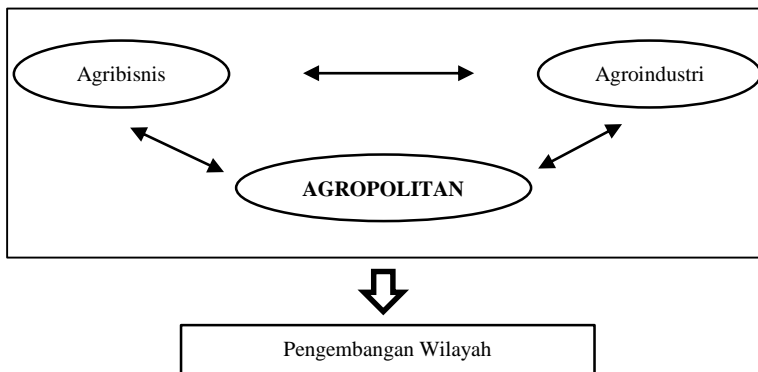 Agribisnis
Agroindustri
AGROPOLITAN
Pengembangan Wilayah